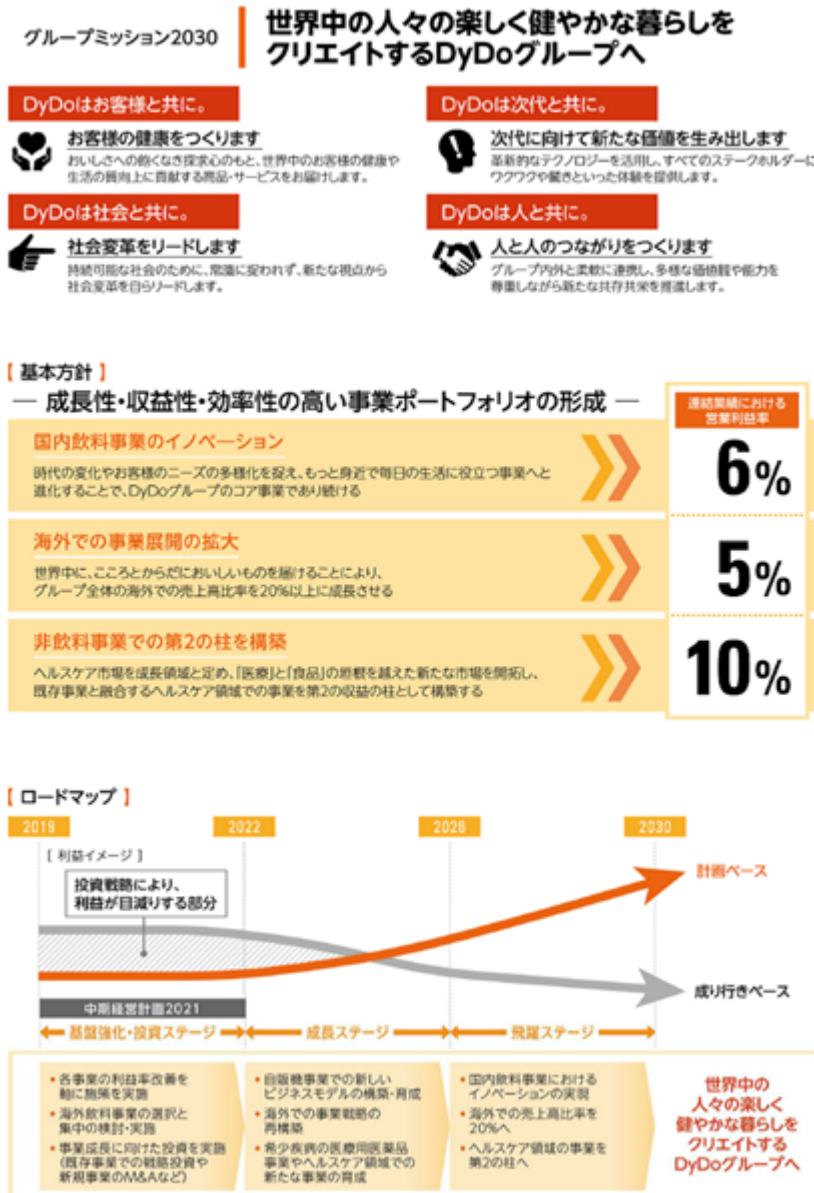 グループミッション2030
世界中の人々の楽しく健やかな暮らしを
クリエイトするDyDoグループへ
DyDoはお客様と共に。
お客様の健康をつくります
おいしさへの飽くなき探求心のもと、世界中のお客様の健康や
生活の質向上に貢献する商品・サービスをお届けします。
DyDoは次代と共に。
次代に向けて新たな価値を生み出します
革新的なテクノロジーを活用し、すべてのステークホルダーに
ワクワクや驚きといった体験を提供します。
DyDoは社会と共に。
社会変革をリードします
持続可能な社会のために、常識に捉われず、新たな視点から
社会変革を自らリードします。
DyDoは人と共に。
人と人のつながりをつくります
グループ内外と柔軟に連携し、多様な価値観や能力を
尊重しながら新たな共存共栄を推進します。
【 基本方針 】
― 成長性・収益性・効率性の高い事業ポートフォリオの形成 ―
連結業績における
営業利益率
国内飲料事業のイノベーション
時代の変化やお客様のニーズの多様化を捉え、もっと身近で毎日の生活に役立つ事業へと
進化することで、DyDoグループのコア事業であり続ける
6%
海外での事業展開の拡大
世界中に、こころとからだにおいしいものを届けることにより、
グループ全体の海外での売上高比率を20%以上に成長させる
5%
非飲料事業での第2の柱を構築
ヘルスケア市場を成長領域と定め、「医療」と「食品」の垣根を越えた新たな市場を開拓し、
既存事業と融合するヘルスケア領域での事業を第2の収益の柱として構築する
10%
【 ロードマップ 】
2019
2022
2026
2030
[ 利益イメージ ]
投資戦略により、
利益が目減りする部分
計画ベース
成り行きベース
中期経営計画2021
基盤強化・投資ステージ
成長ステージ
飛躍ステージ
• 各事業の利益率改善を
軸に施策を実施
• 海外飲料事業の選択と
集中の検討・実施
• 事業成長に向けた投資を実施
(既存事業での戦略投資や
新規事業のM&Aなど)
• 自販機事業での新しい
ビジネスモデルの構築・育成
• 海外での事業戦略の
再構築
• 希少疾病の医療用医薬品
事業やヘルスケア領域での
新たな事業の育成
• 国内飲料事業における
イノベーションの実現
• 海外での売上高比率を
20%へ
• ヘルスケア領域の事業を
第2の柱へ
世界中の
人々の楽しく
健やかな暮らしを
クリエイトする
DyDoグループへ